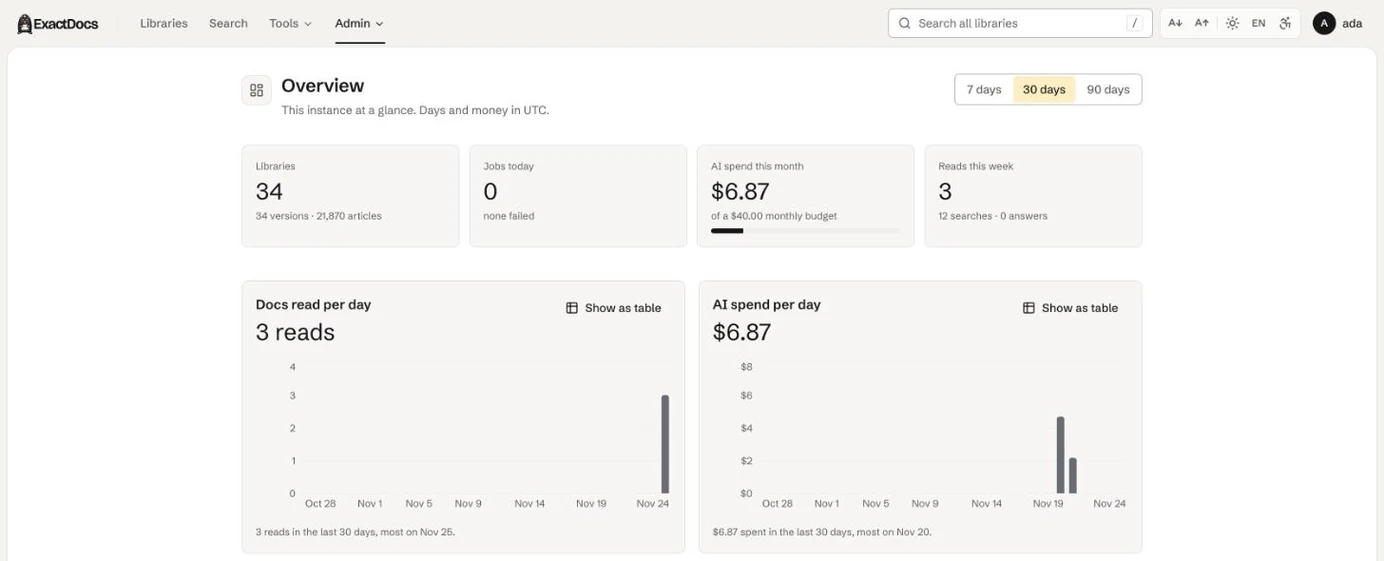 ExactDocs Libraries Search Tools Admin Search all libraries / A↓ A↑ EN A ada
Overview
This instance at a glance. Days and money in UTC.
7 days 30 days 90 days
Libraries
34
34 versions · 21,870 articles
Jobs today
0
none failed
AI spend this month
$6.87
of a $40.00 monthly budget
Reads this week
3
12 searches · 0 answers
Docs read per day
Show as table
3 reads
4
3
2
1
0
Oct 28 Nov 1 Nov 5 Nov 9 Nov 14 Nov 19 Nov 24
3 reads in the last 30 days, most on Nov 25.
AI spend per day
Show as table
$6.87
$8
$6
$4
$2
$0
Oct 28 Nov 1 Nov 5 Nov 9 Nov 14 Nov 19 Nov 24
$6.87 spent in the last 30 days, most on Nov 20.